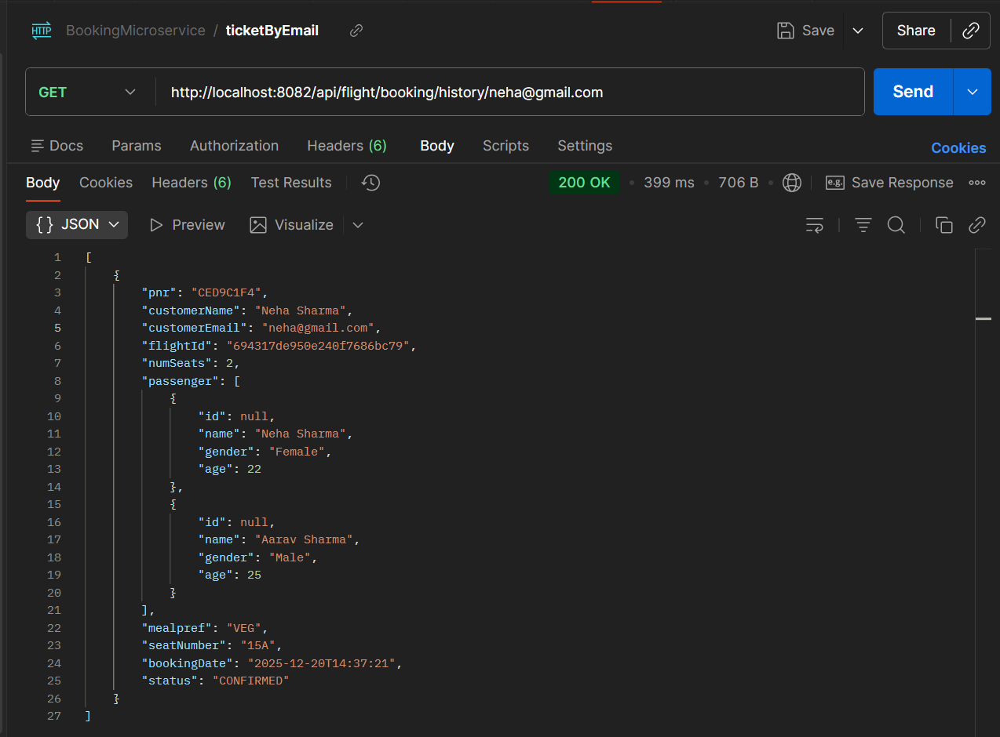 HTTP BookingMicroservice / ticketByEmail Save Share
GET http://localhost:8082/api/flight/booking/history/neha@gmail.com Send
Docs Params Authorization Headers (6) Body Scripts Settings Cookies
Body Cookies Headers (6) Test Results 200 OK • 399 ms • 706 B • e.g. Save Response
{} JSON Preview Visualize
1 [
2 {
3 "pnr": "CED9C1F4",
4 "customerName": "Neha Sharma",
5 "customerEmail": "neha@gmail.com",
6 "flightId": "694317de950e240f7686bc79",
7 "numSeats": 2,
8 "passenger": [
9 {
10 "id": null,
11 "name": "Neha Sharma",
12 "gender": "Female",
13 "age": 22
14 },
15 {
16 "id": null,
17 "name": "Aarav Sharma",
18 "gender": "Male",
19 "age": 25
20 }
21 ],
22 "mealpref": "VEG",
23 "seatNumber": "15A",
24 "bookingDate": "2025-12-20T14:37:21",
25 "status": "CONFIRMED"
26 }
27 ]